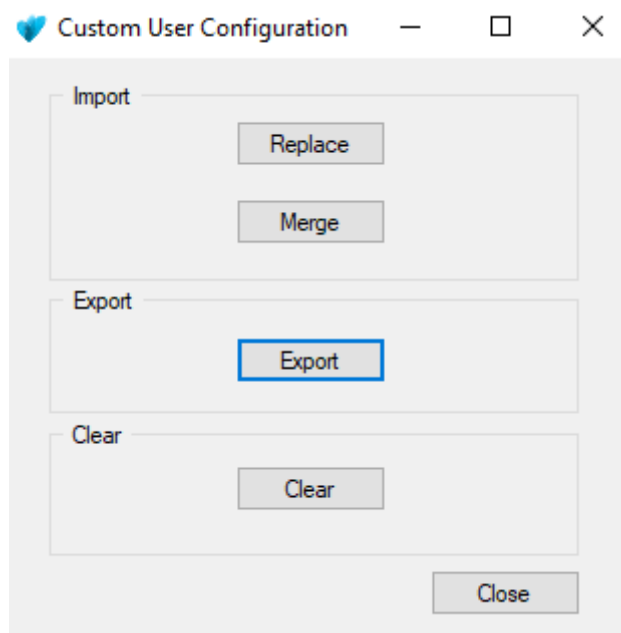 Custom User Configuration
Import
Replace
Merge
Export
Export
Clear
Clear
Close